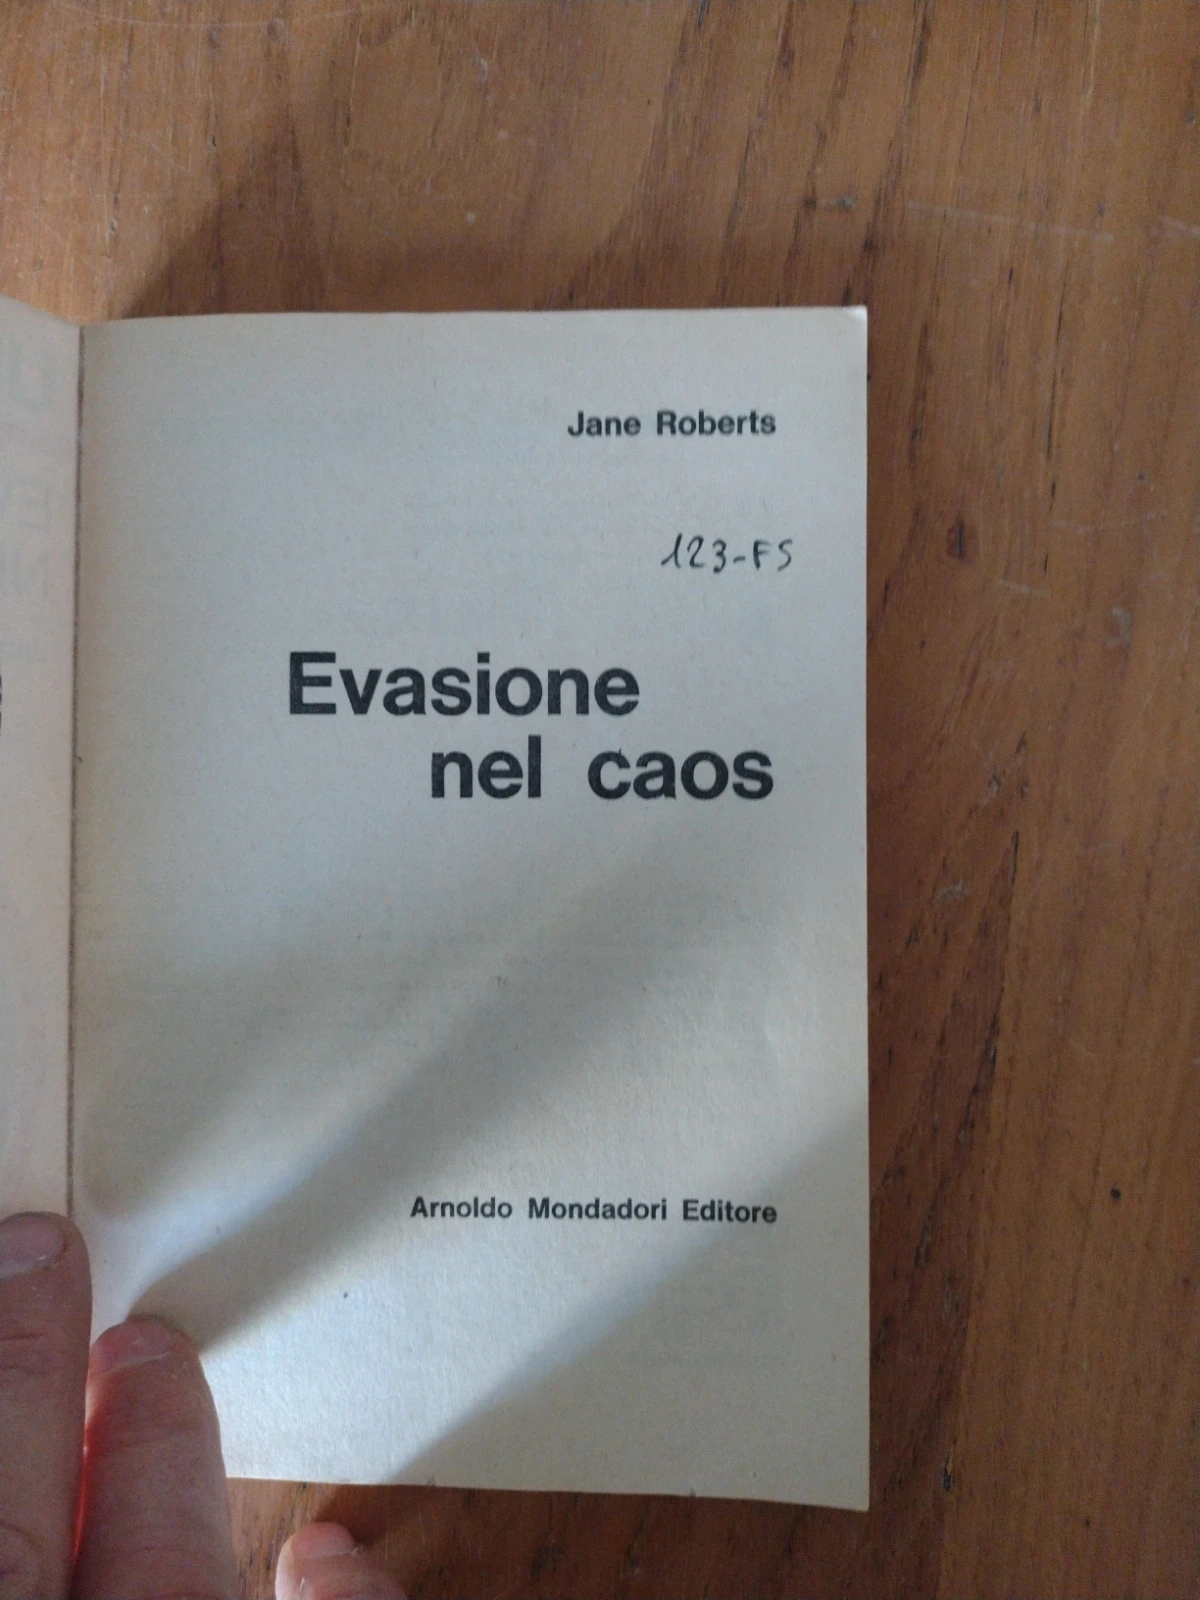 Jane Roberts
123-FS
Evasione
nel caos
Arnoldo Mondadori Editore